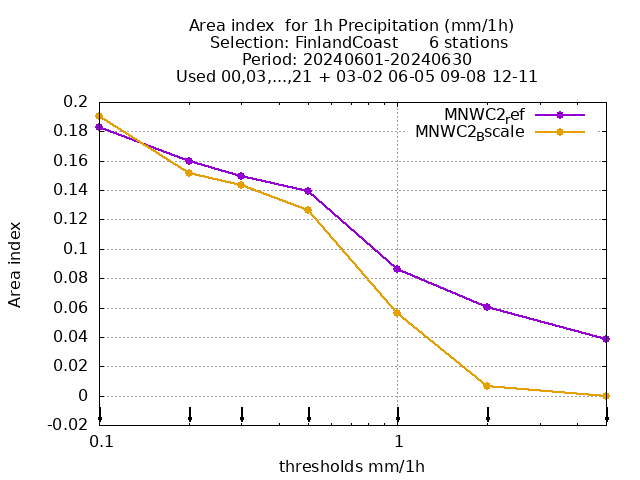 Area index  for 1h Precipitation (mm/1h)
Selection: FinlandCoast      6 stations
Period: 20240601-20240630
Used 00,03,...,21 + 03-02 06-05 09-08 12-11
MNWC2ref
MNWC2Bscale
0.2
0.18
0.16
0.14
0.12
0.1
0.08
0.06
0.04
0.02
0
-0.02
Area index
0.1
1
thresholds mm/1h